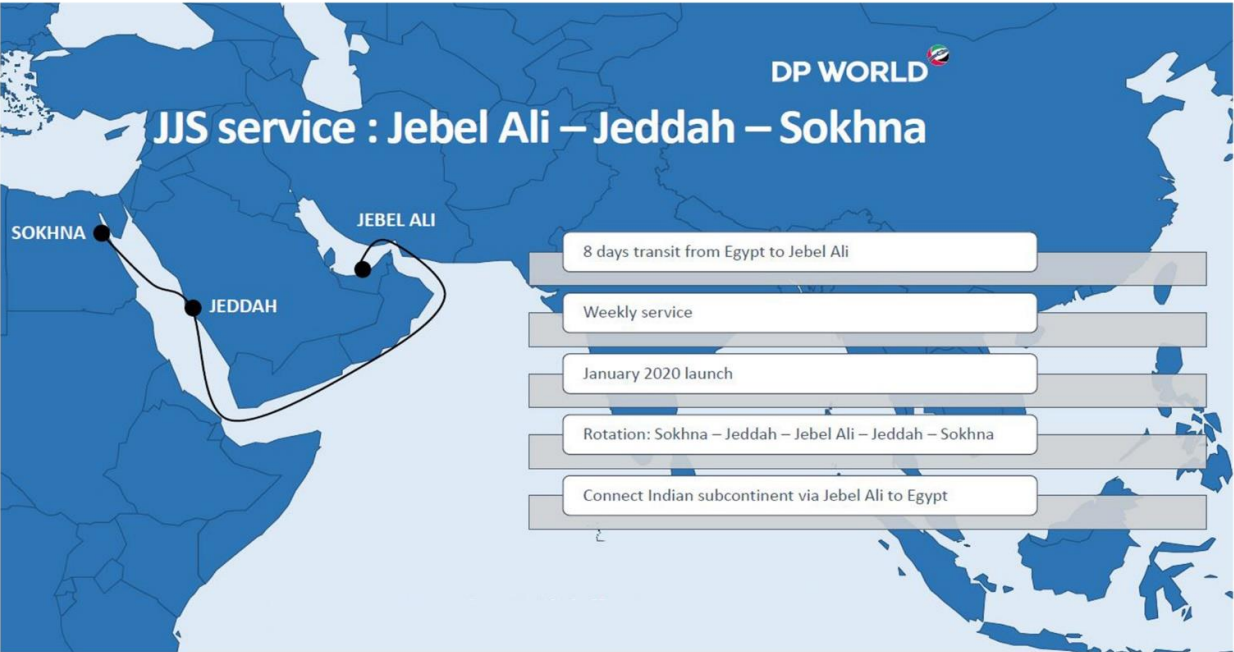 DP WORLD
JJS service : Jebel Ali – Jeddah – Sokhna
SOKHNA
JEBEL ALI
JEDDAH
8 days transit from Egypt to Jebel Ali
Weekly service
January 2020 launch
Rotation: Sokhna – Jeddah – Jebel Ali – Jeddah – Sokhna
Connect Indian subcontinent via Jebel Ali to Egypt